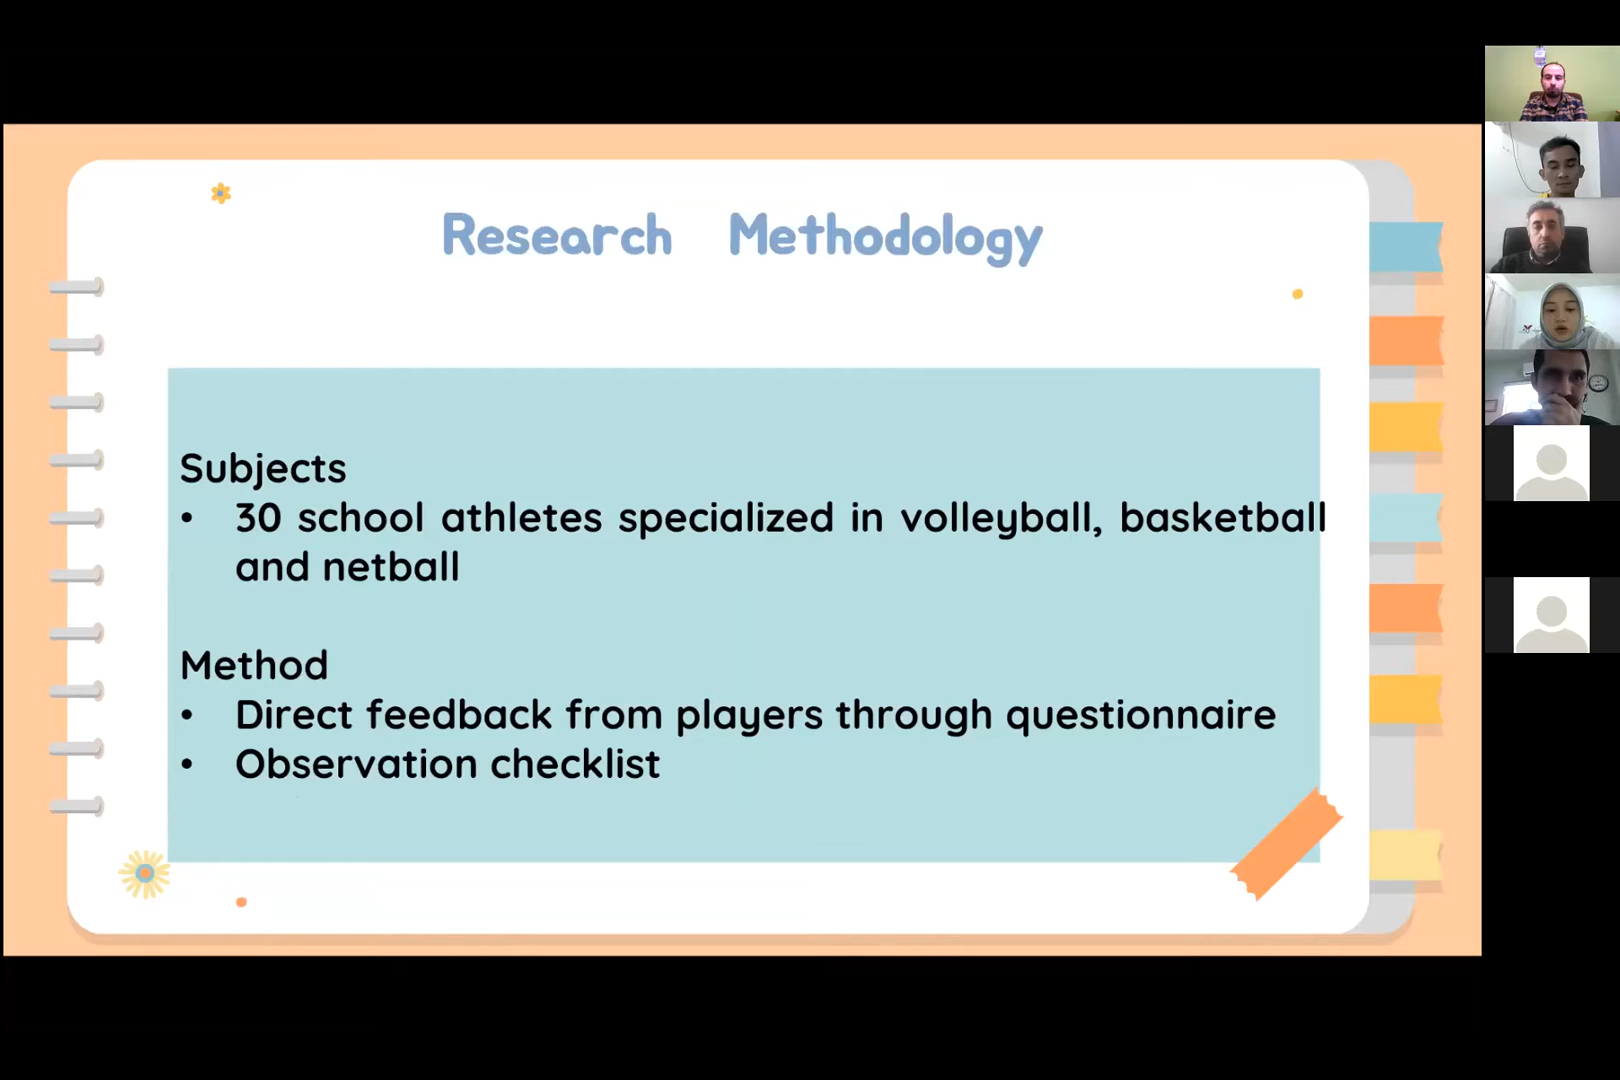 Research Methodology
Subjects
• 30 school athletes specialized in volleyball, basketball
and netball
Method
• Direct feedback from players through questionnaire
• Observation checklist